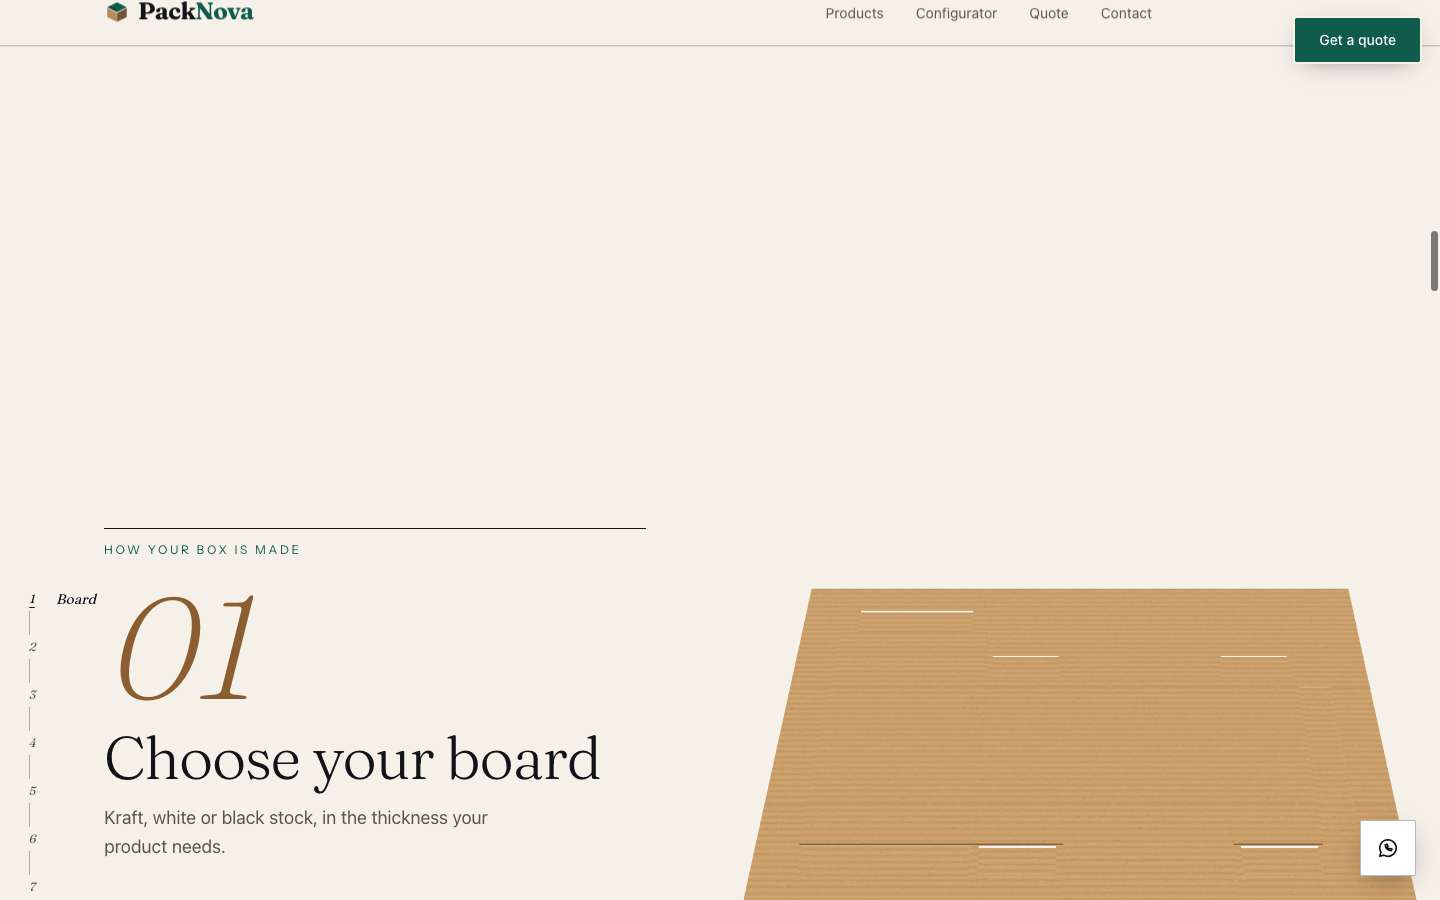 PackNova
Products
Configurator
Quote
Contact
Get a quote
HOW YOUR BOX IS MADE
1 Board
2
3
4
5
6
7
01
Choose your board
Kraft, white or black stock, in the thickness your
product needs.